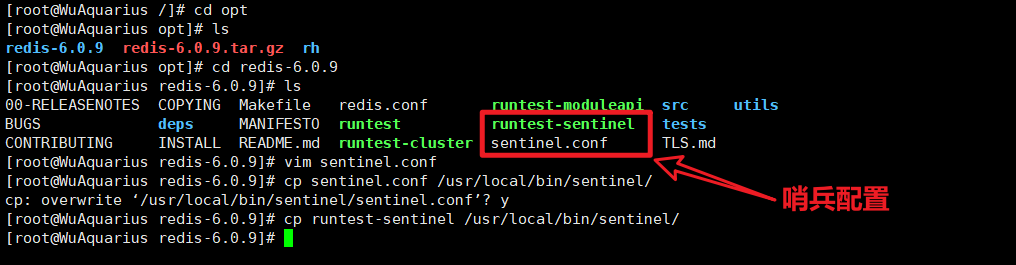 [root@WuAquarius /]# cd opt
[root@WuAquarius opt]# ls
redis-6.0.9  redis-6.0.9.tar.gz  rh
[root@WuAquarius opt]# cd redis-6.0.9
[root@WuAquarius redis-6.0.9]# ls
00-RELEASENOTES  COPYING  Makefile   redis.conf       runtest-moduleapi  src     utils
BUGS             deps     MANIFESTO  runtest          runtest-sentinel   tests
CONTRIBUTING     INSTALL  README.md  runtest-cluster  sentinel.conf      TLS.md
[root@WuAquarius redis-6.0.9]# vim sentinel.conf
[root@WuAquarius redis-6.0.9]# cp sentinel.conf /usr/local/bin/sentinel/
cp: overwrite ‘/usr/local/bin/sentinel/sentinel.conf’? y
[root@WuAquarius redis-6.0.9]# cp runtest-sentinel /usr/local/bin/sentinel/
[root@WuAquarius redis-6.0.9]#
哨兵配置